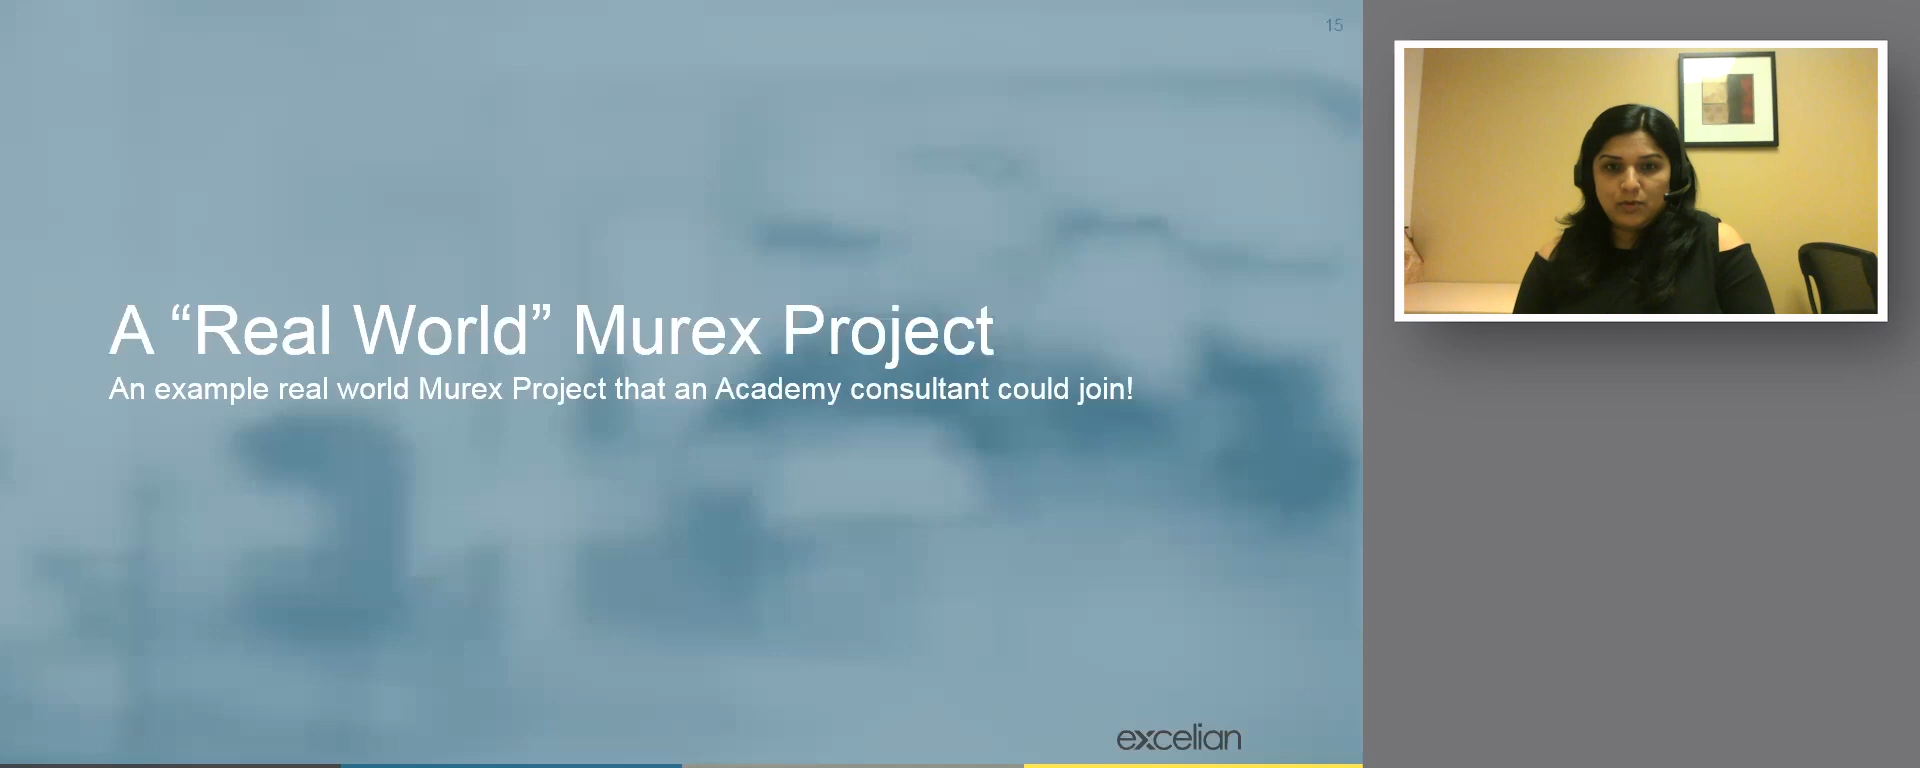 15
A “Real World” Murex Project
An example real world Murex Project that an Academy consultant could join!
excelian